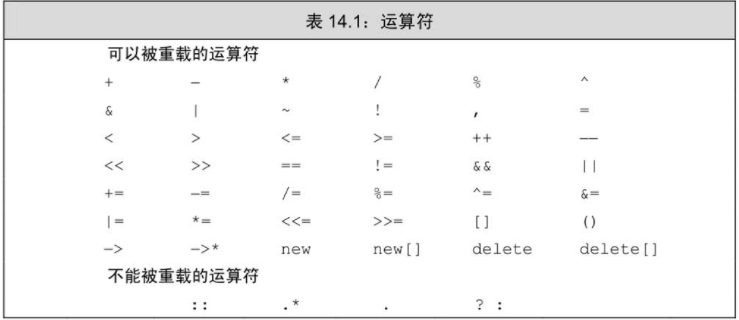 表 14.1：运算符
可以被重载的运算符
+ — * / % ^
& | ~ ! , =
< > <= >= ++ ——
<< >> == != && ||
+= —= /= %= ^= &=
|= *= <<= >>= [] ()
—> —>* new new[] delete delete[]
不能被重载的运算符
:: .* . ? :